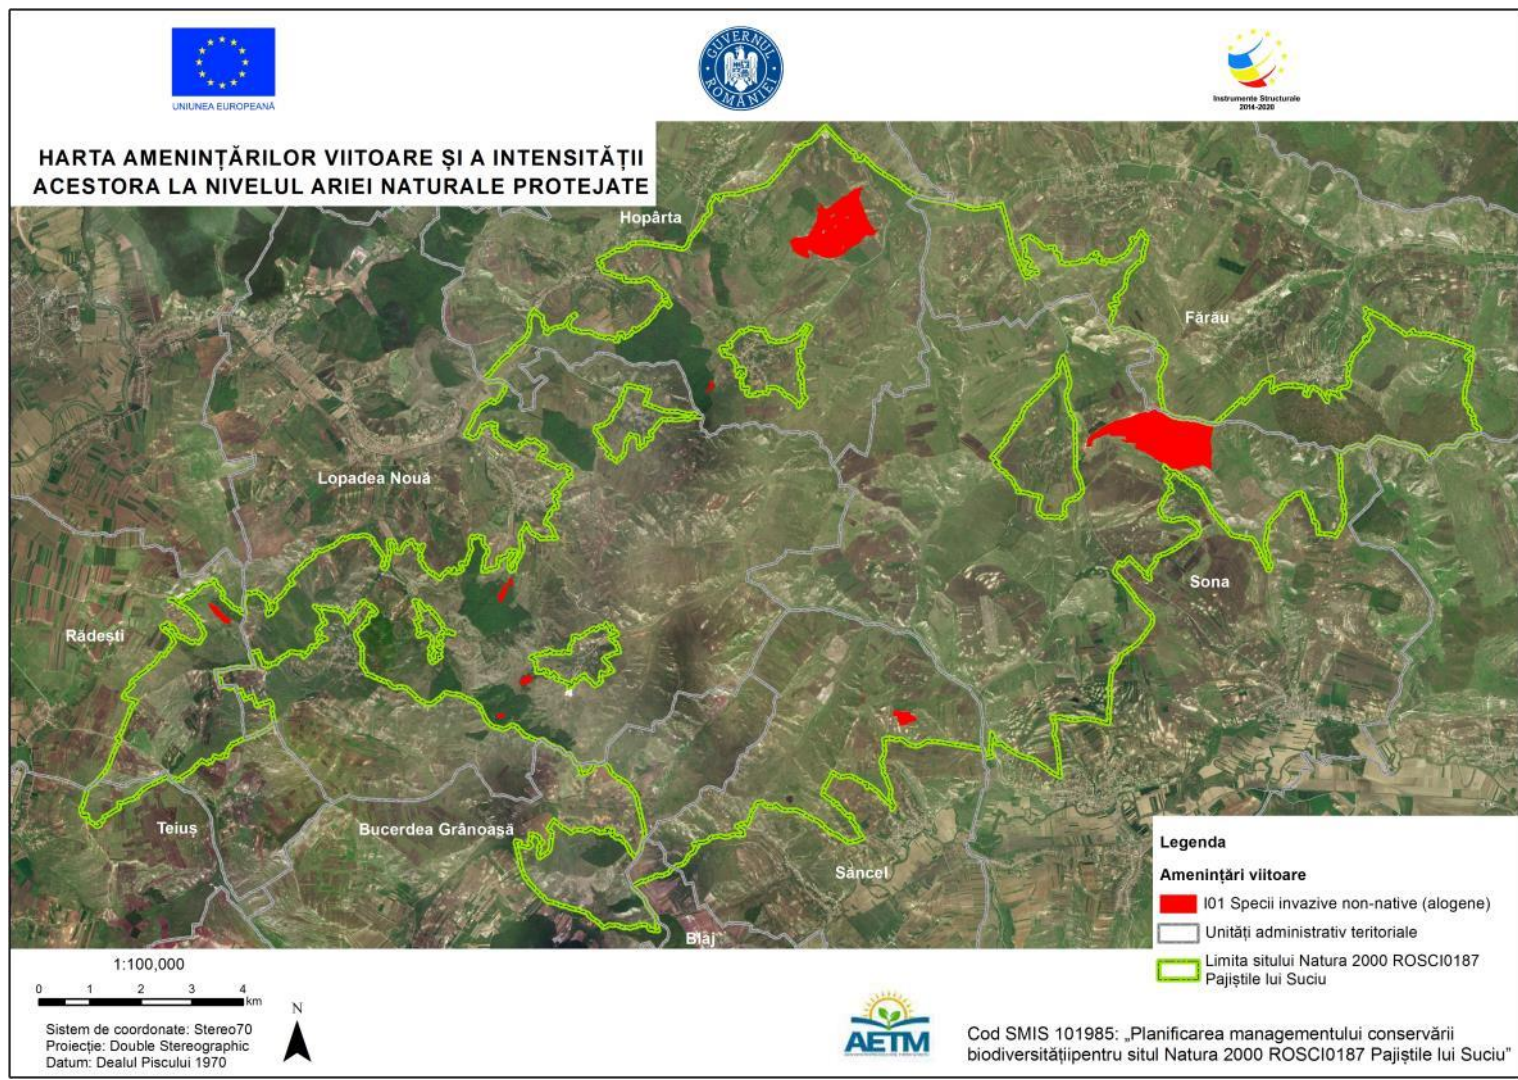 UNIUNEA EUROPEANĂ
GUVERNUL ROMÂNIEI
Instrumente Structurale
2014-2020
HARTA AMENINȚĂRILOR VIITOARE ȘI A INTENSITĂȚII
ACESTORA LA NIVELUL ARIEI NATURALE PROTEJATE
Hopârta
Fărău
Lopadea Nouă
Sona
Rădești
Teiuș
Bucerdea Grânoașă
Sâncel
Blaj
Legenda
Amenințări viitoare
I01 Specii invazive non-native (alogene)
Unități administrativ teritoriale
Limita sitului Natura 2000 ROSCI0187
Pajiștile lui Suciu
1:100,000
0 1 2 3 4
km
N
Sistem de coordonate: Stereo70
Proiecție: Double Stereographic
Datum: Dealul Piscului 1970
AETM
Cod SMIS 101985: „Planificarea managementului conservării
biodiversitățiipentru situl Natura 2000 ROSCI0187 Pajiștile lui Suciu”